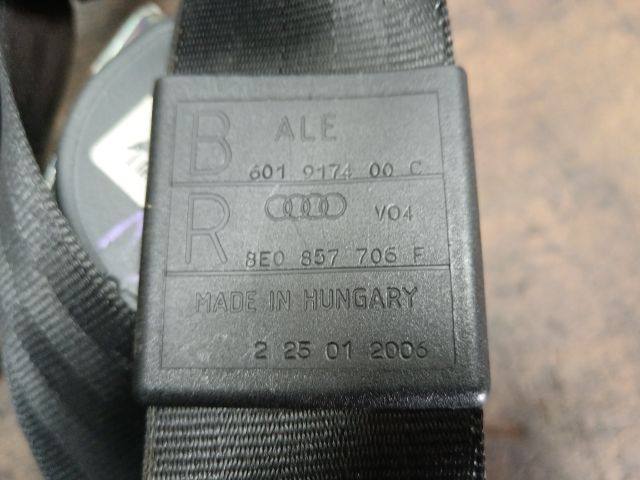 B ALE
601 9174 00 C
R V04
8E0 857 706 F
MADE IN HUNGARY
2 25 01 2006